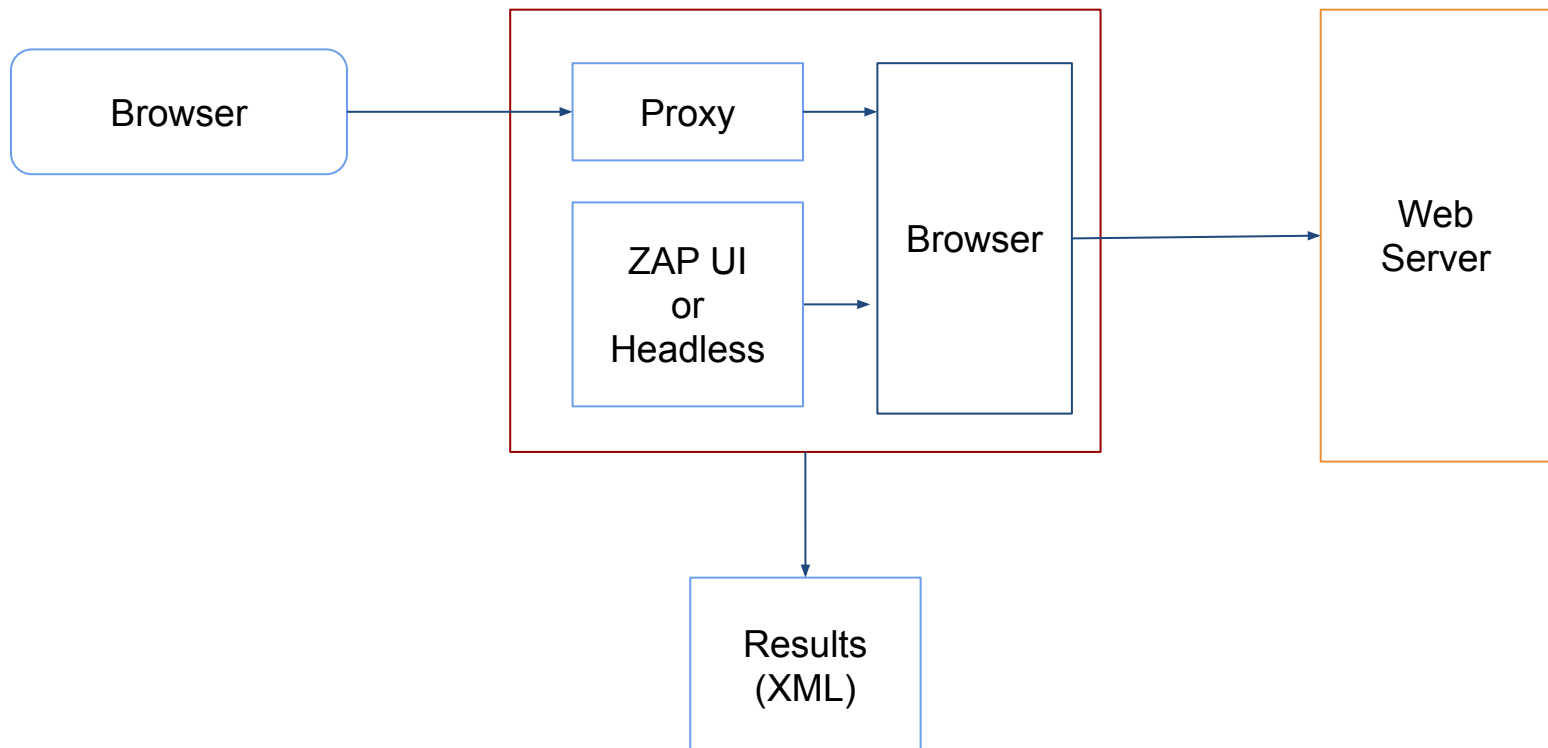 Browser
Proxy
ZAP UI
or
Headless
Browser
Web
Server
Results
(XML)